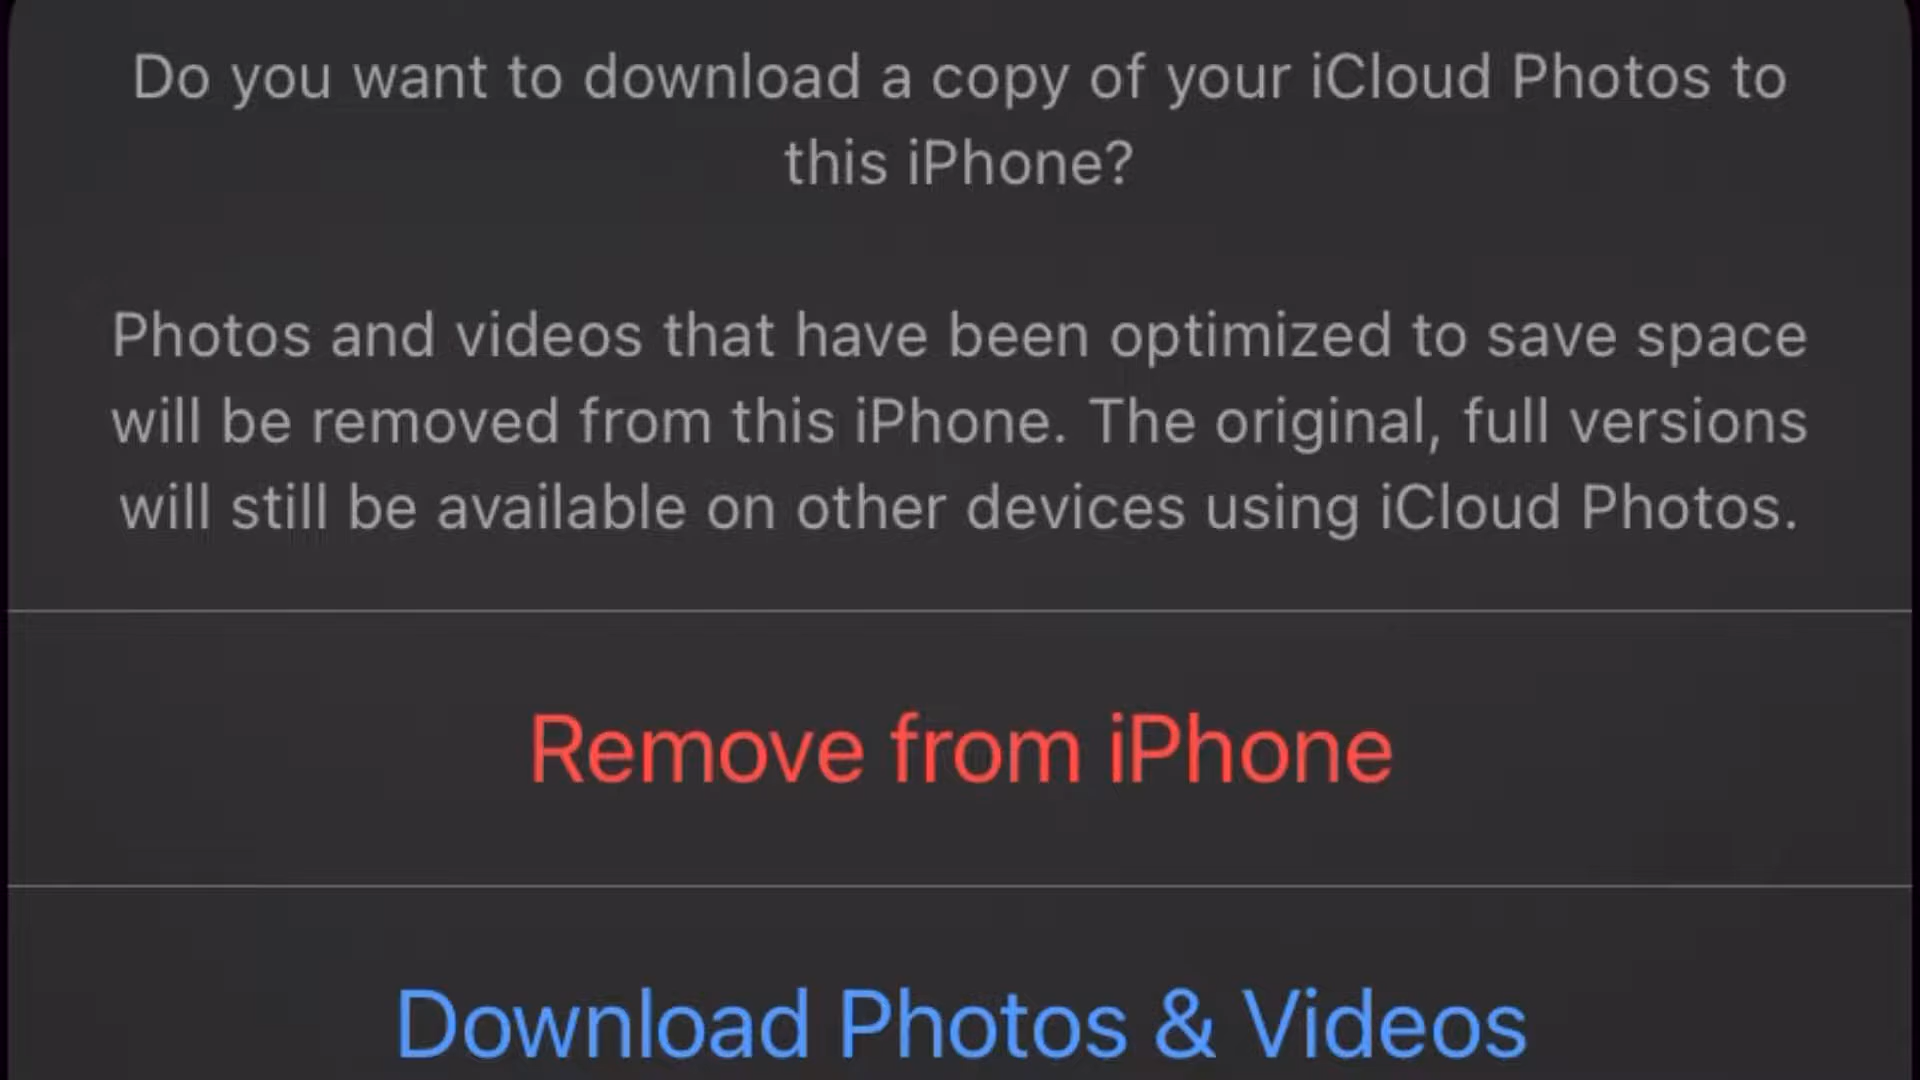 Do you want to download a copy of your iCloud Photos to
this iPhone?
Photos and videos that have been optimized to save space
will be removed from this iPhone. The original, full versions
will still be available on other devices using iCloud Photos.
Remove from iPhone
Download Photos & Videos